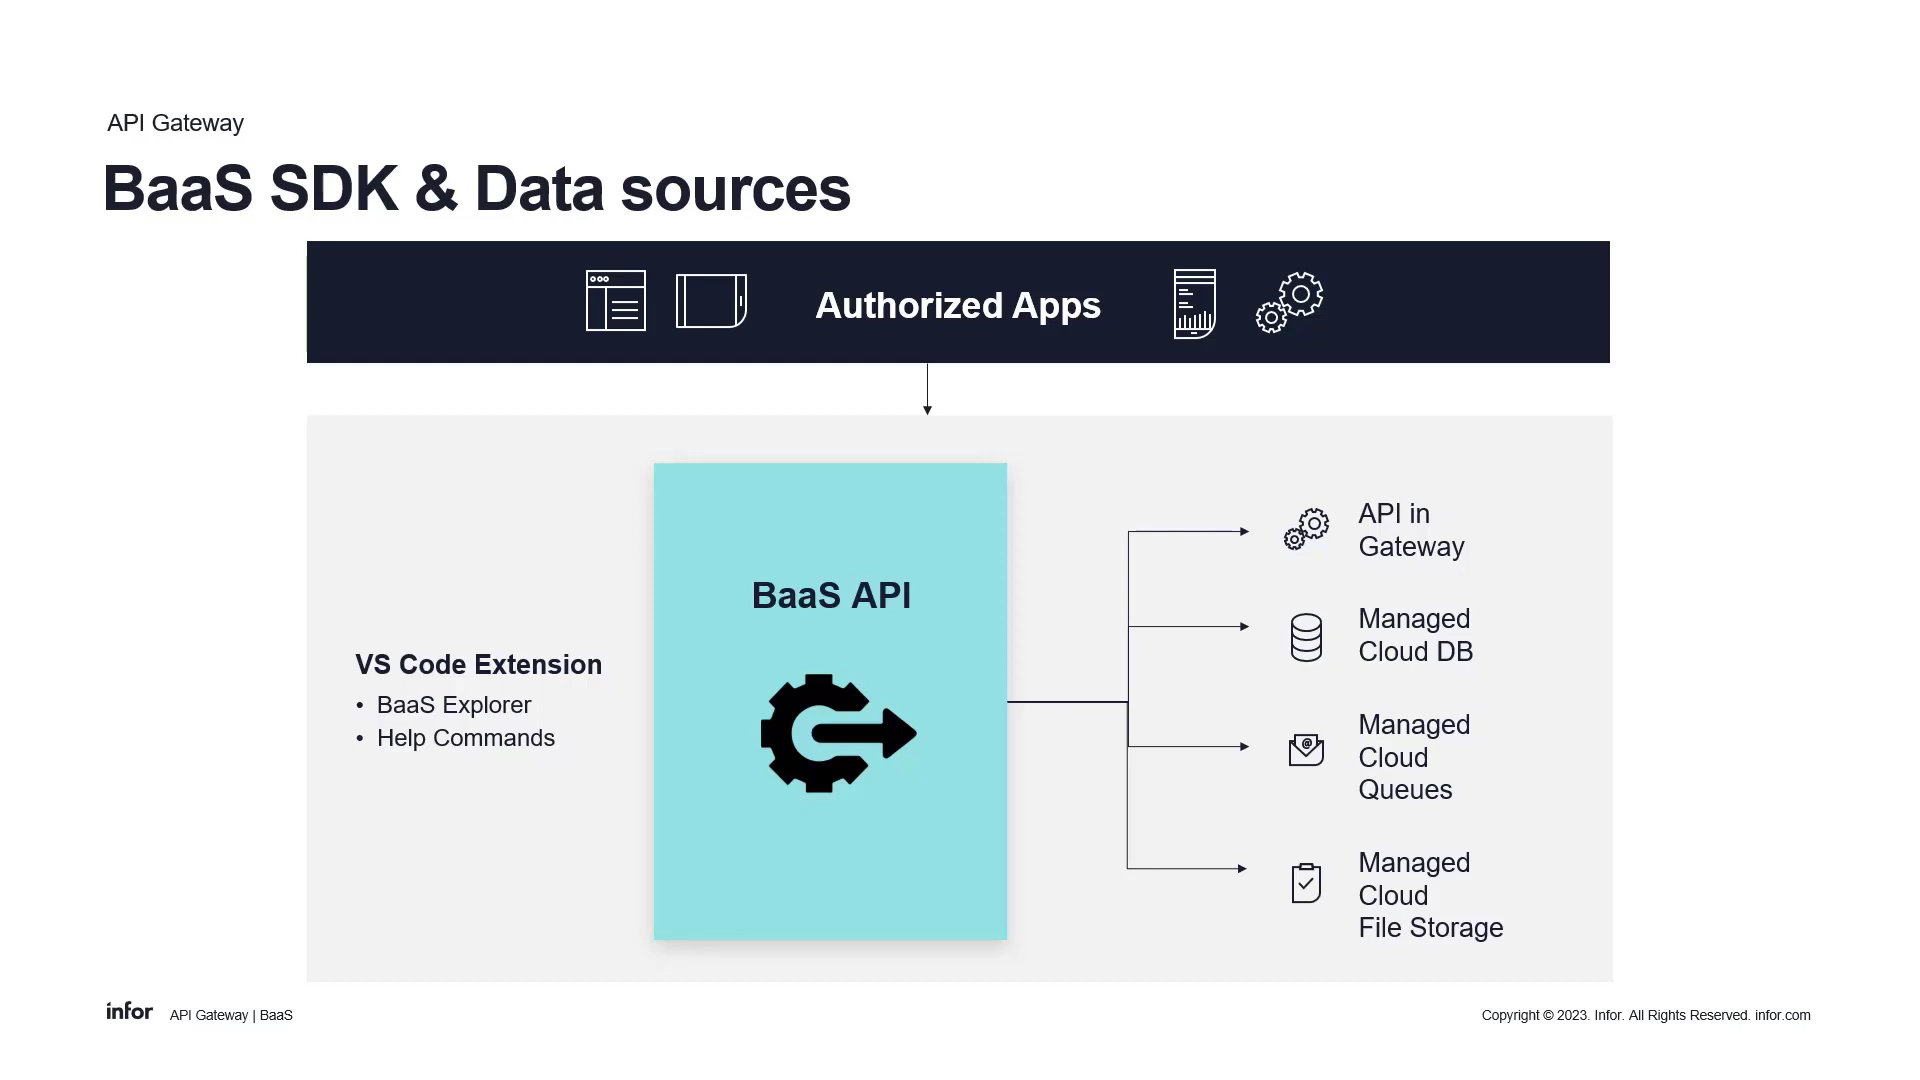 API Gateway
BaaS SDK & Data sources
Authorized Apps
VS Code Extension
• BaaS Explorer
• Help Commands
BaaS API
API in
Gateway
Managed
Cloud DB
@
Managed
Cloud
Queues
Managed
Cloud
File Storage
infor API Gateway | BaaS
Copyright © 2023. Infor. All Rights Reserved. infor.com